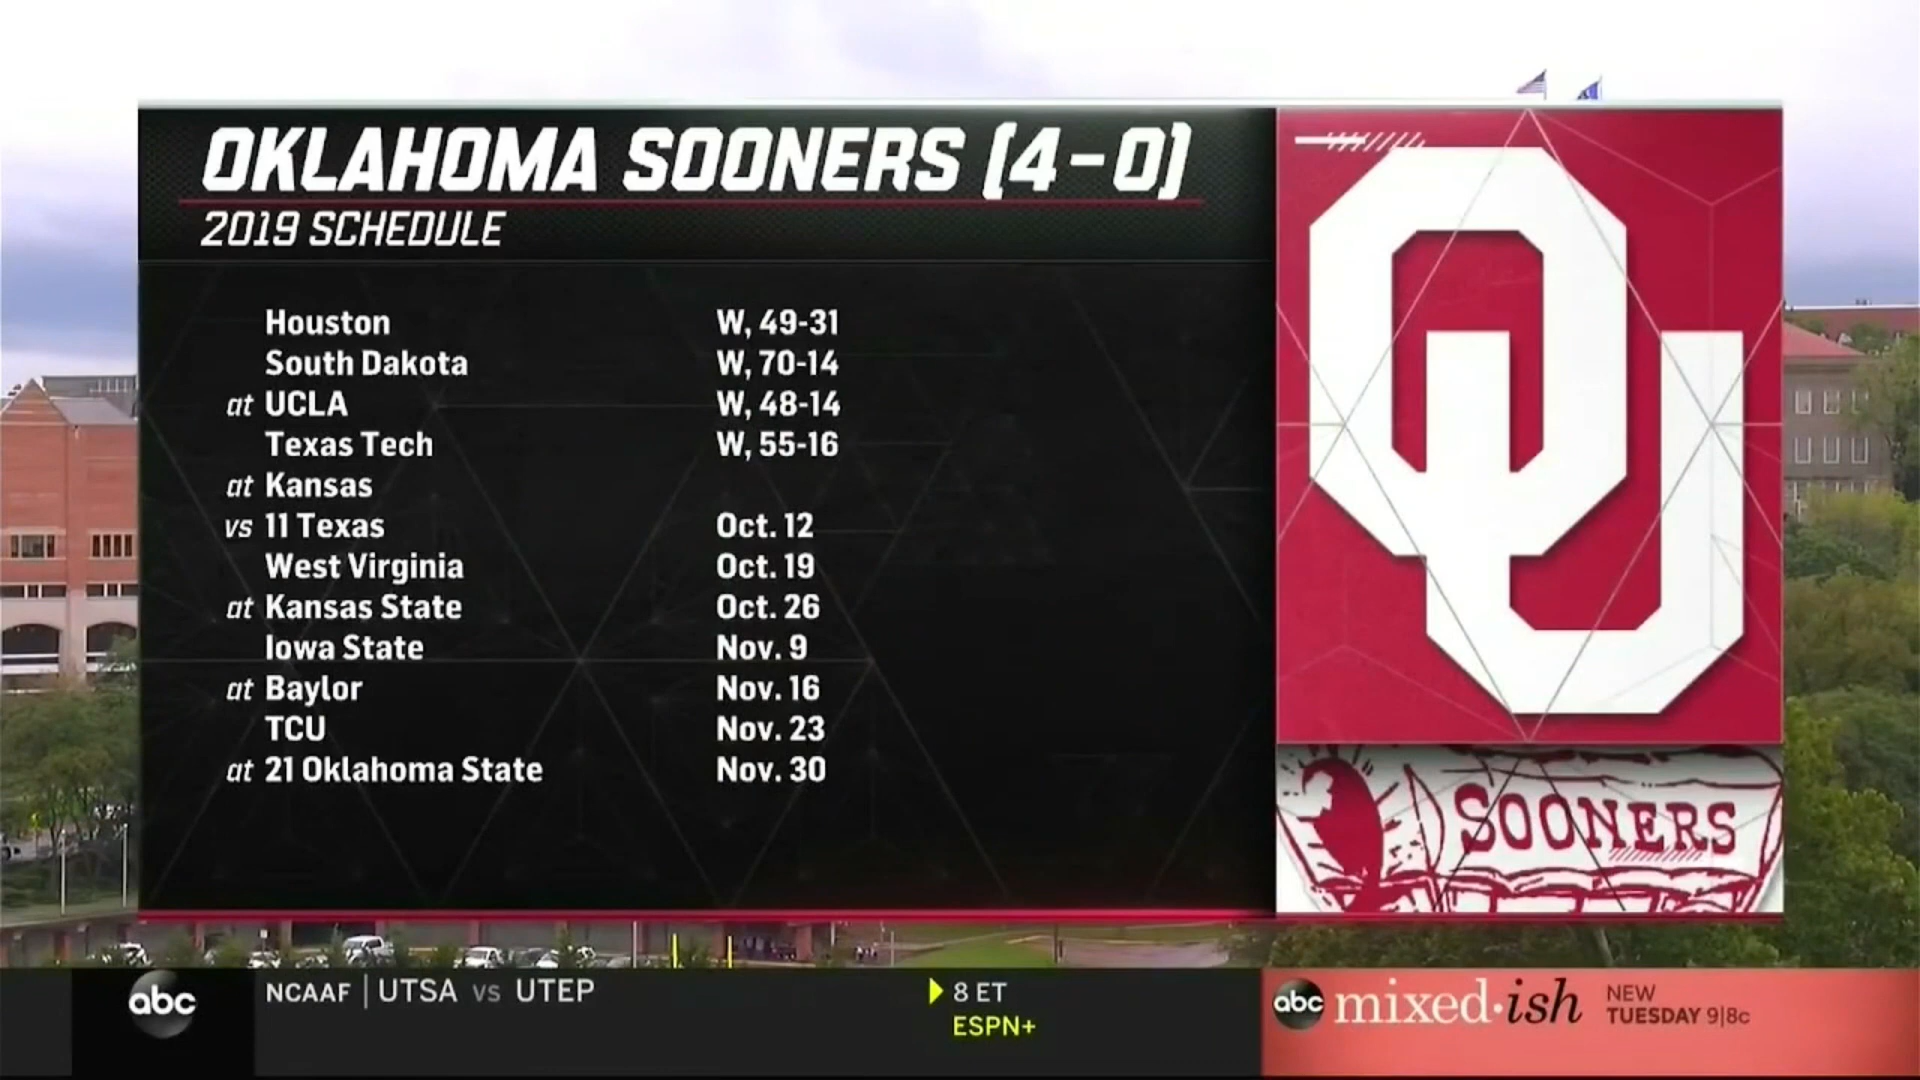 OKLAHOMA SOONERS (4-0)
2019 SCHEDULE
Houston W, 49-31
South Dakota W, 70-14
at UCLA W, 48-14
Texas Tech W, 55-16
at Kansas
vs 11 Texas Oct. 12
West Virginia Oct. 19
at Kansas State Oct. 26
Iowa State Nov. 9
at Baylor Nov. 16
TCU Nov. 23
at 21 Oklahoma State Nov. 30
OU
SOONERS
abc NCAAF | UTSA VS UTEP 8 ET
ESPN+
abc mixed·ish NEW
TUESDAY 9|8c